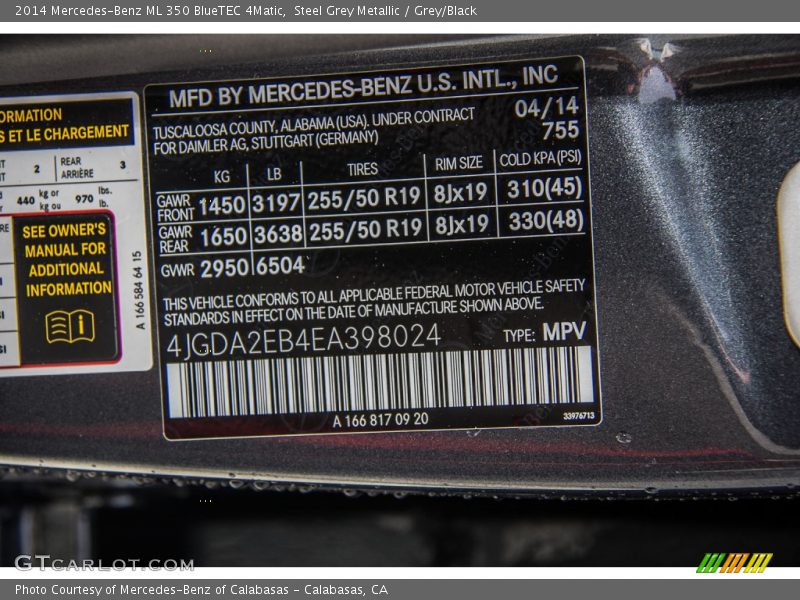 2014 Mercedes-Benz ML 350 BlueTEC 4Matic, Steel Grey Metallic / Grey/Black
ORMATION
S ET LE CHARGEMENT
2 REAR ARRIÈRE 3
440 kg or kg ou 970 lbs. lb.
SEE OWNER'S
MANUAL FOR
ADDITIONAL
INFORMATION
A 166 584 64 15
MFD BY MERCEDES-BENZ U.S. INTL., INC
TUSCALOOSA COUNTY, ALABAMA (USA). UNDER CONTRACT
FOR DAIMLER AG, STUTTGART (GERMANY)
04/14
755
KG LB TIRES RIM SIZE COLD KPA(PSI)
GAWR FRONT 1450 3197 255/50 R19 8Jx19 310(45)
GAWR REAR 1650 3638 255/50 R19 8Jx19 330(48)
GWR 2950 6504
THIS VEHICLE CONFORMS TO ALL APPLICABLE FEDERAL MOTOR VEHICLE SAFETY
STANDARDS IN EFFECT ON THE DATE OF MANUFACTURE SHOWN ABOVE.
4JGDA2EB4EA398024 TYPE: MPV
A 166 817 09 20
33976713
GTCARLOT.COM
Photo Courtesy of Mercedes-Benz of Calabasas - Calabasas, CA